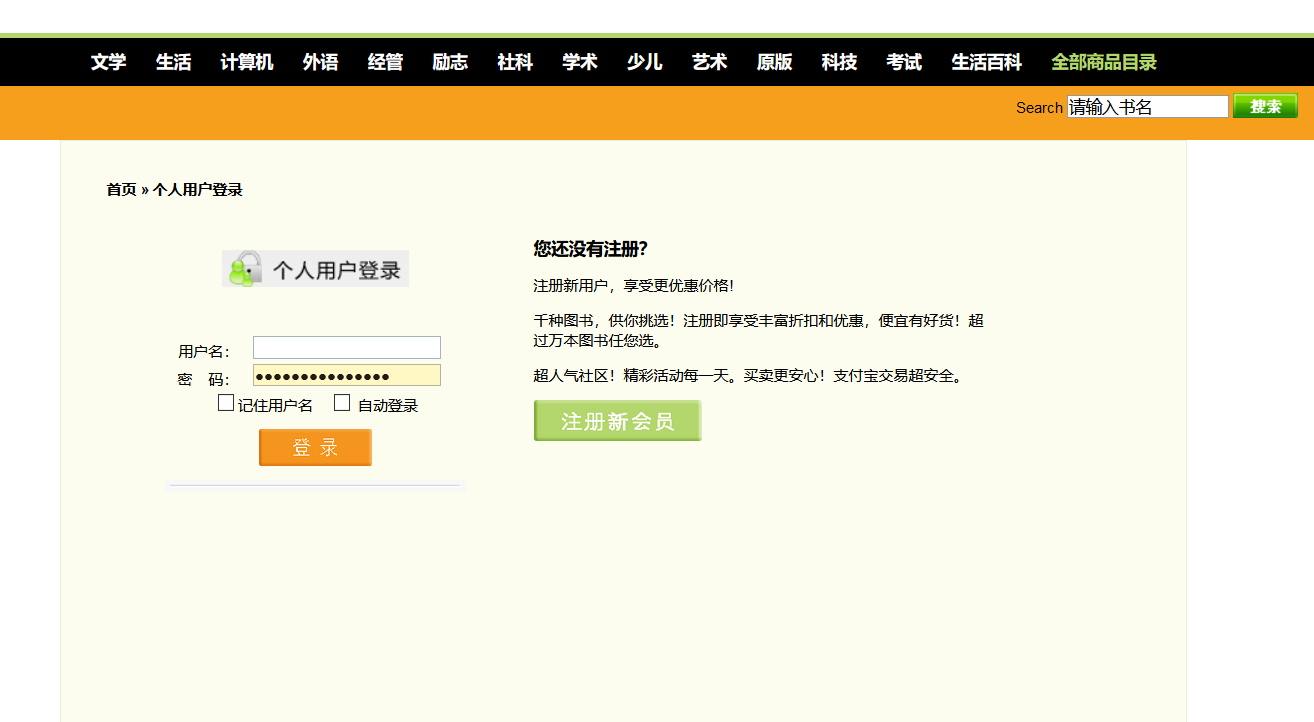 文学 生活 计算机 外语 经管 励志 社科 学术 少儿 艺术 原版 科技 考试 生活百科 全部商品目录
Search 请输入书名 搜索
首页 » 个人用户登录
个人用户登录
用户名：
密 码： ●●●●●●●●●●●●●●●
记住用户名 自动登录
登 录
您还没有注册？
注册新用户，享受更优惠价格！
千种图书，供你挑选！注册即享受丰富折扣和优惠，便宜有好货！超
过万本图书任您选。
超人气社区！精彩活动每一天。买卖更安心！支付宝交易超安全。
注册新会员